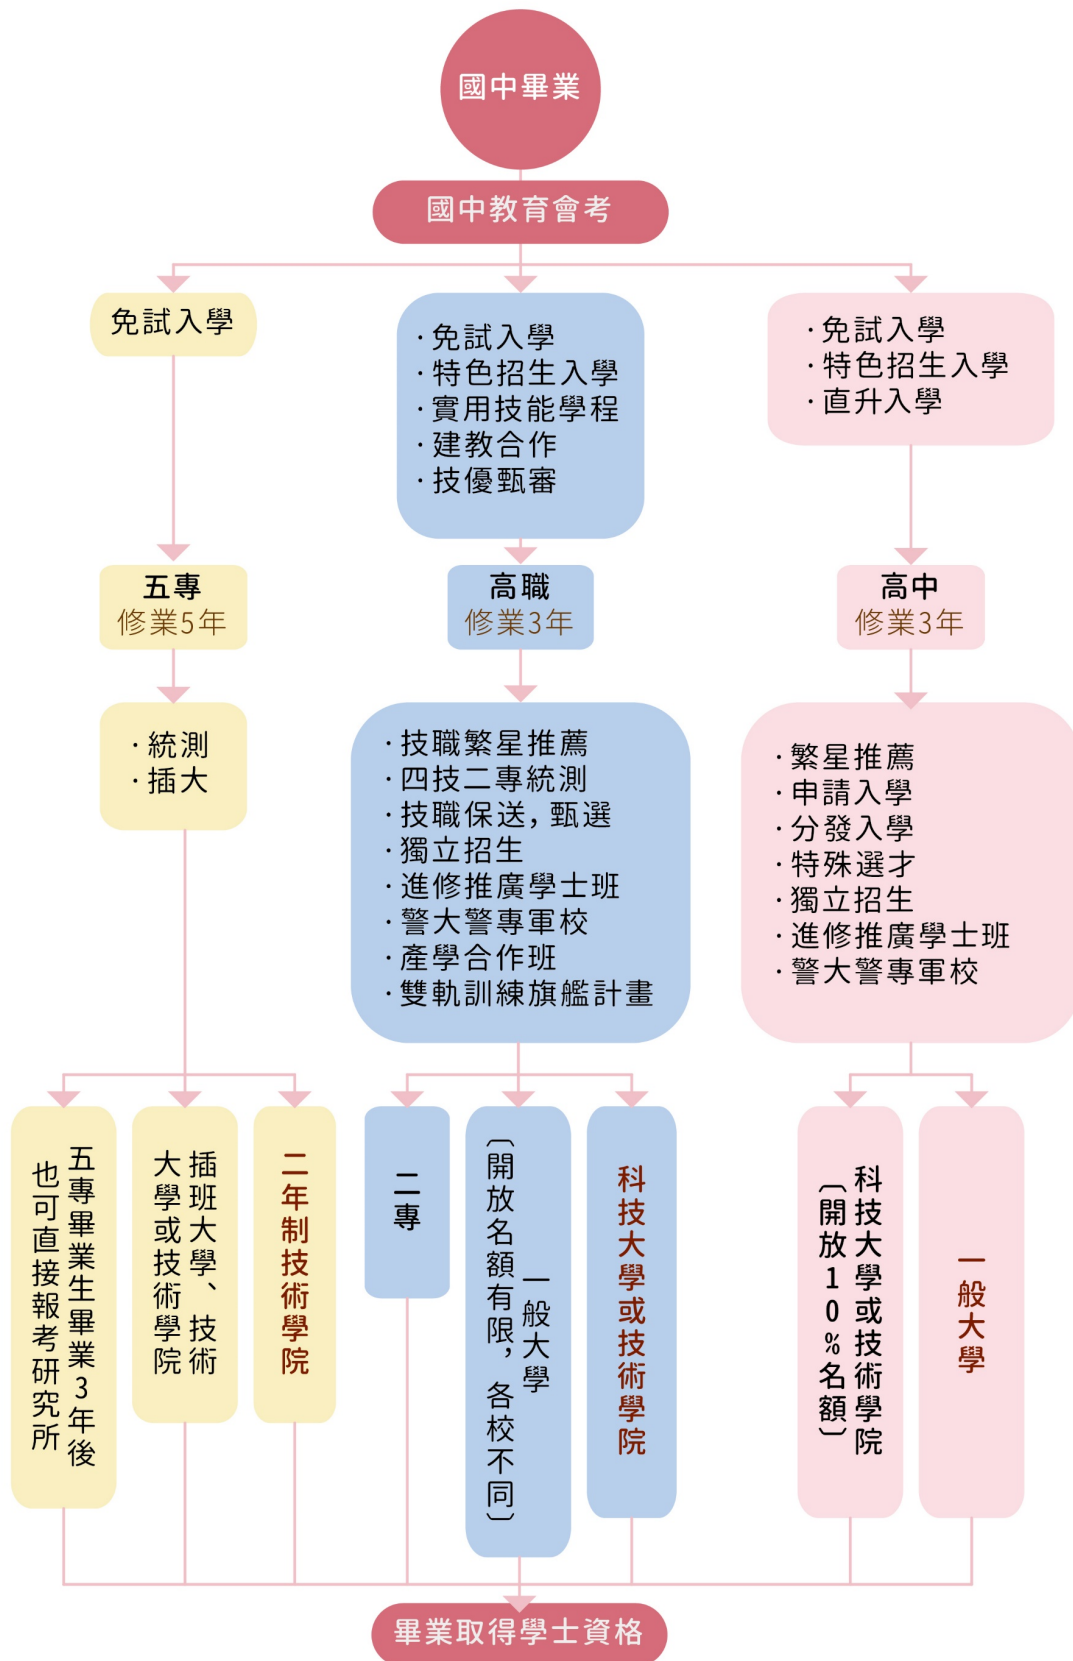 國中畢業
國中教育會考
免試入學
·免試入學
·特色招生入學
·實用技能學程
·建教合作
·技優甄審
·免試入學
·特色招生入學
·直升入學
五專
修業5年
高職
修業3年
高中
修業3年
·統測
·插大
·技職繁星推薦
·四技二專統測
·技職保送,甄選
·獨立招生
·進修推廣學士班
·警大警專軍校
·產學合作班
·雙軌訓練旗艦計畫
·繁星推薦
·申請入學
·分發入學
·特殊選才
·獨立招生
·進修推廣學士班
·警大警專軍校
五專畢業生畢業3年後
也可直接報考研究所
插班大學、技術
大學或技術學院
二年制技術學院
二專
一般大學
〔開放名額有限,各校不同〕
科技大學或技術學院
科技大學或技術學院
〔開放10%名額〕
一般大學
畢業取得學士資格